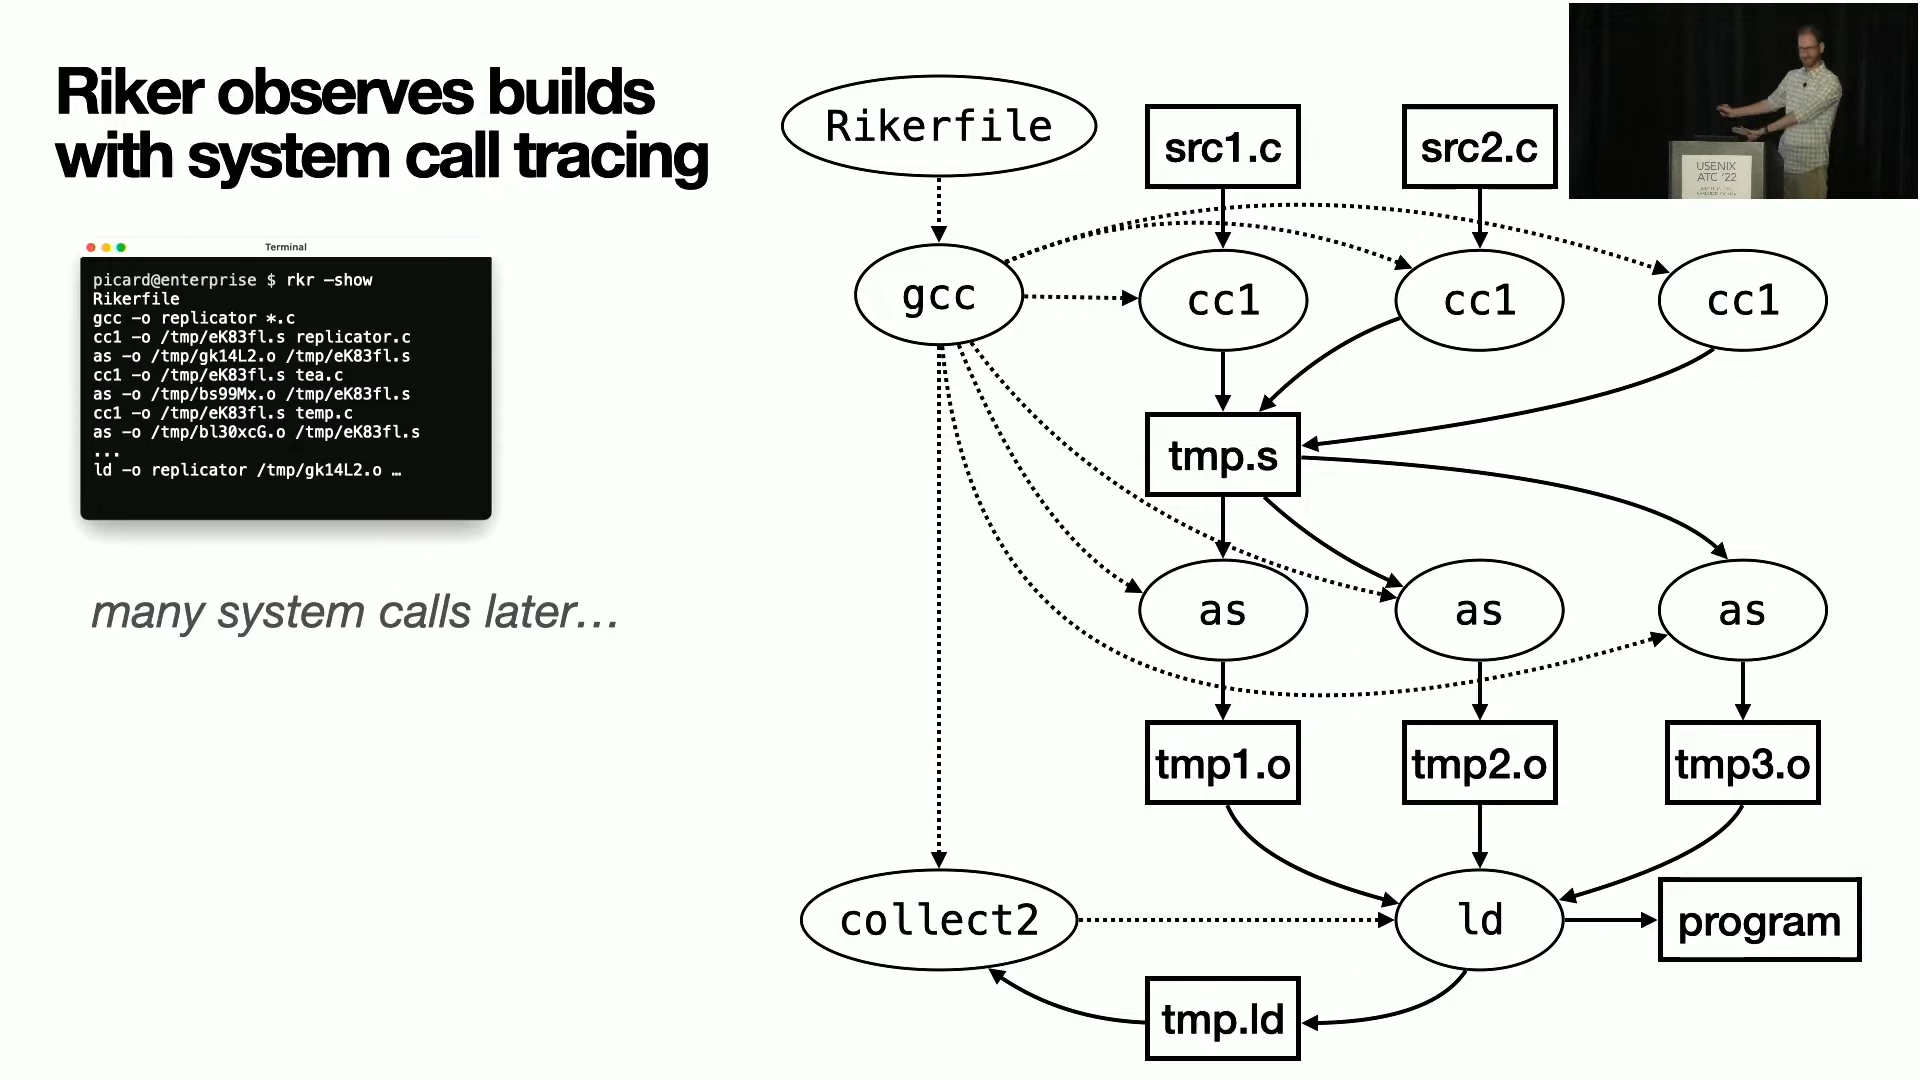 Riker observes builds
with system call tracing
Terminal
picard@enterprise $ rkr –show
Rikerfile
gcc -o replicator *.c
cc1 -o /tmp/eK83fl.s replicator.c
as -o /tmp/gk14L2.o /tmp/eK83fl.s
cc1 -o /tmp/eK83fl.s tea.c
as -o /tmp/bs99Mx.o /tmp/eK83fl.s
cc1 -o /tmp/eK83fl.s temp.c
as -o /tmp/bl30xcG.o /tmp/eK83fl.s
...
ld -o replicator /tmp/gk14L2.o …
many system calls later…
Rikerfile
src1.c
src2.c
gcc
cc1
cc1
cc1
tmp.s
as
as
as
tmp1.o
tmp2.o
tmp3.o
collect2
ld
program
tmp.ld
USENIX
ATC '22